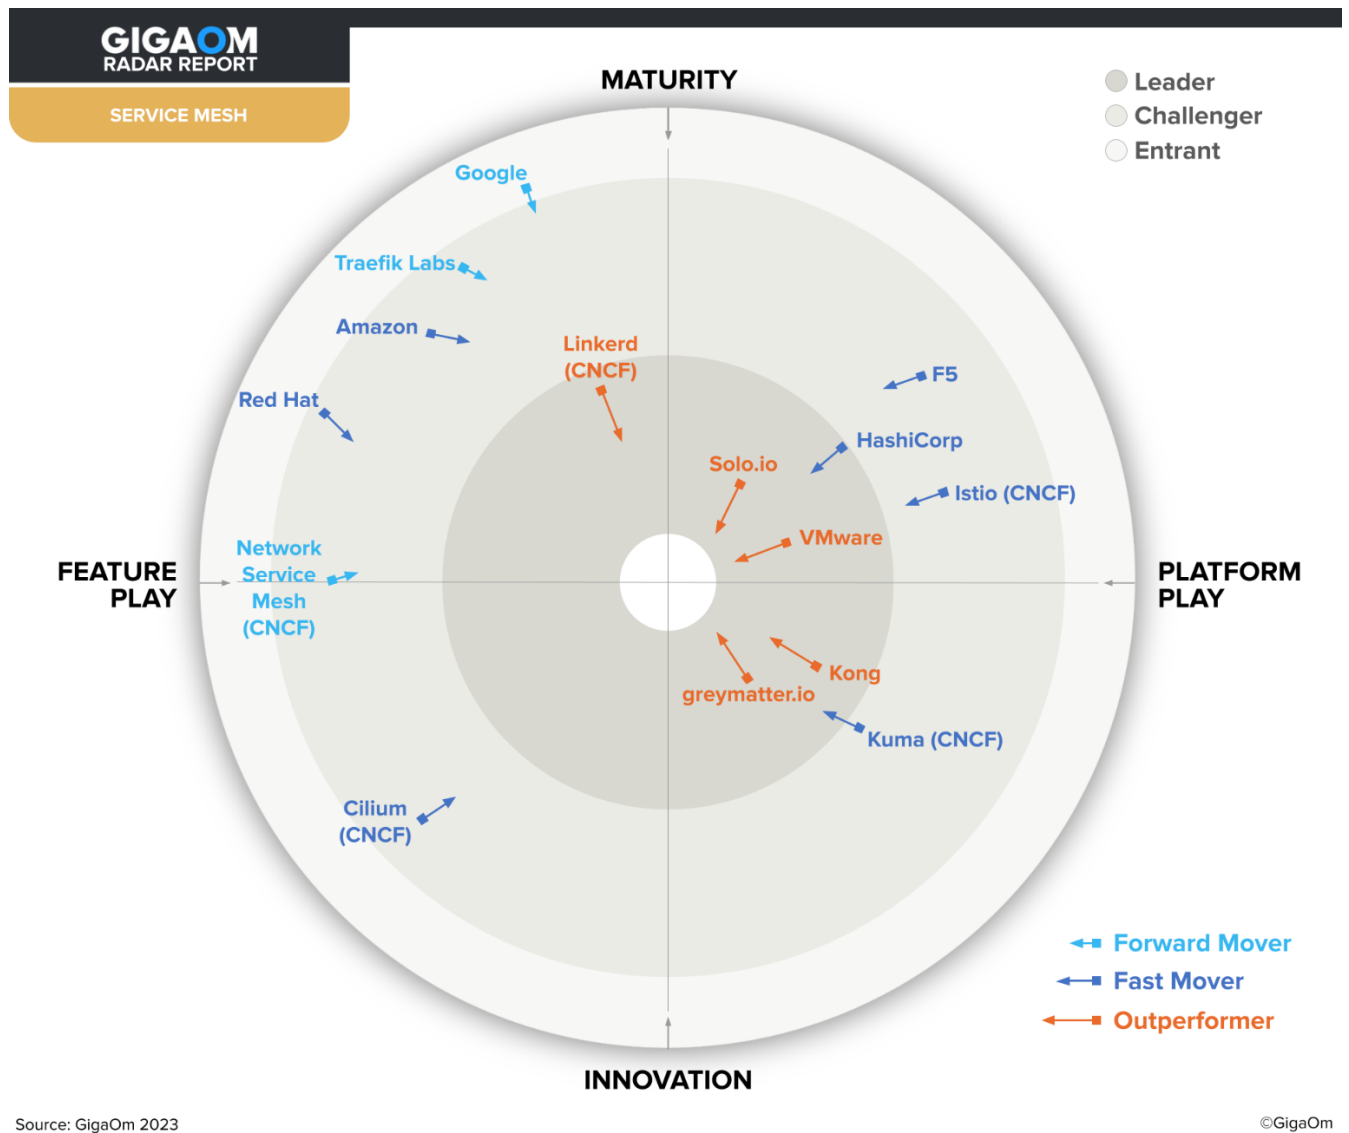 GIGAOM
RADAR REPORT
SERVICE MESH
MATURITY
Leader
Challenger
Entrant
Google
Traefik Labs
Amazon
Linkerd
(CNCF)
F5
Red Hat
HashiCorp
Solo.io
Istio (CNCF)
VMware
Network
Service
Mesh
(CNCF)
FEATURE
PLAY
PLATFORM
PLAY
Kong
greymatter.io
Kuma (CNCF)
Cilium
(CNCF)
Forward Mover
Fast Mover
Outperformer
INNOVATION
Source: GigaOm 2023
©GigaOm